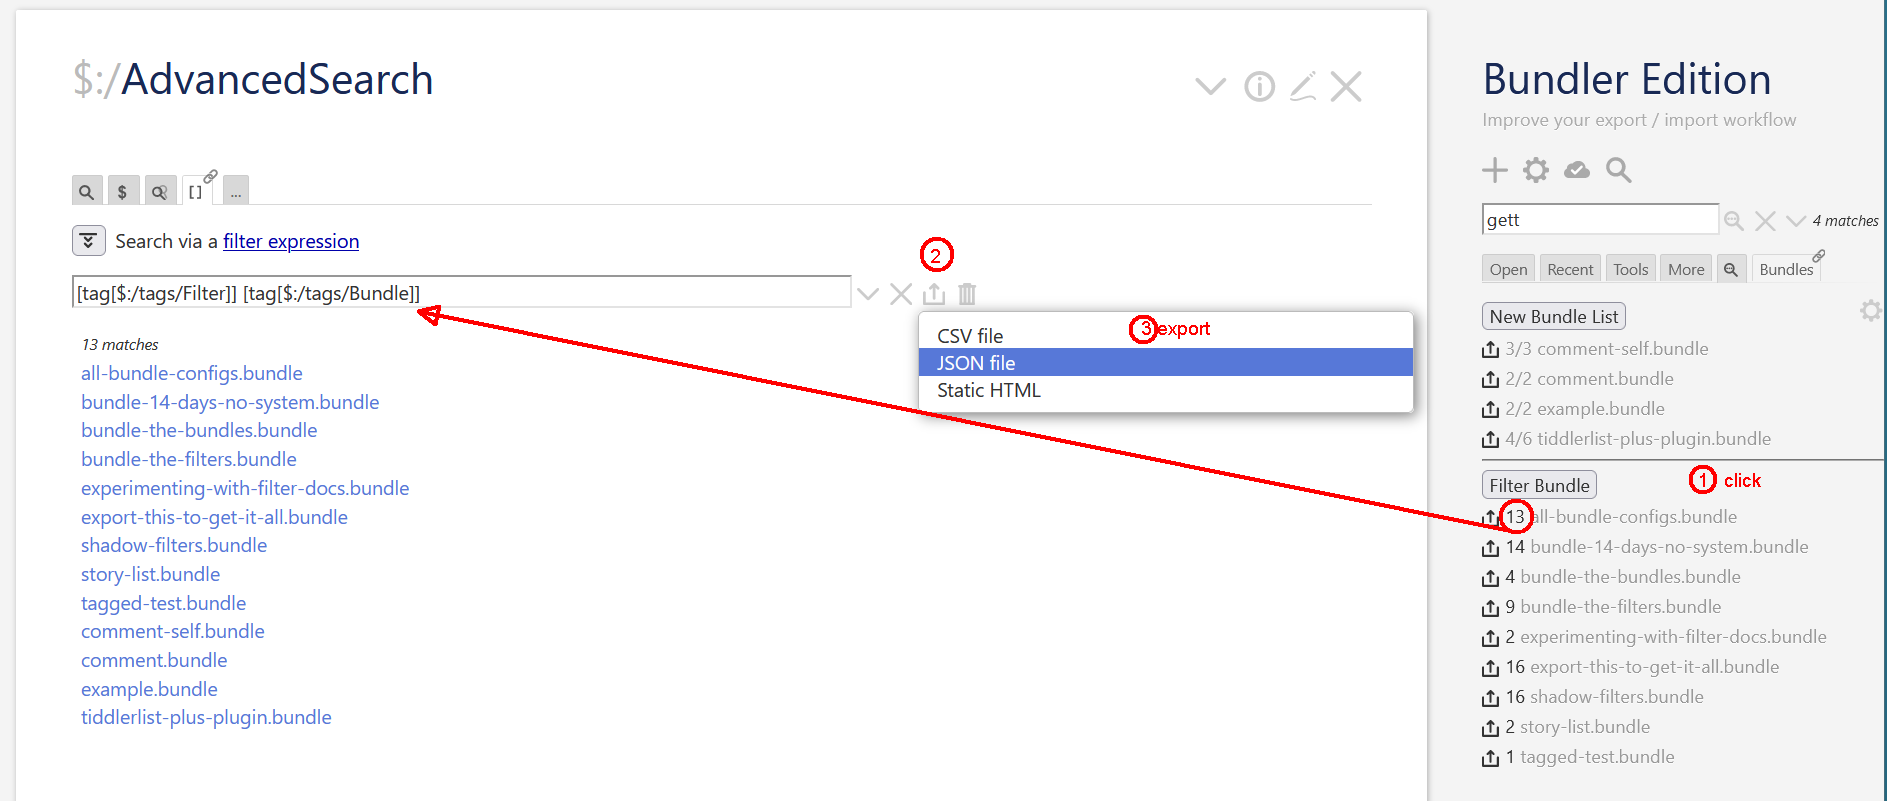 $:/AdvancedSearch
$
[ ]
...
Search via a filter expression
2
[tag[$:/tags/Filter]] [tag[$:/tags/Bundle]]
CSV file
3 export
JSON file
Static HTML
13 matches
all-bundle-configs.bundle
bundle-14-days-no-system.bundle
bundle-the-bundles.bundle
bundle-the-filters.bundle
experimenting-with-filter-docs.bundle
export-this-to-get-it-all.bundle
shadow-filters.bundle
story-list.bundle
tagged-test.bundle
comment-self.bundle
comment.bundle
example.bundle
tiddlerlist-plus-plugin.bundle
Bundler Edition
Improve your export / import workflow
gett
4 matches
Open Recent Tools More Bundles
New Bundle List
3/3 comment-self.bundle
2/2 comment.bundle
2/2 example.bundle
4/6 tiddlerlist-plus-plugin.bundle
1 click
Filter Bundle
13 all-bundle-configs.bundle
14 bundle-14-days-no-system.bundle
4 bundle-the-bundles.bundle
9 bundle-the-filters.bundle
2 experimenting-with-filter-docs.bundle
16 export-this-to-get-it-all.bundle
16 shadow-filters.bundle
2 story-list.bundle
1 tagged-test.bundle